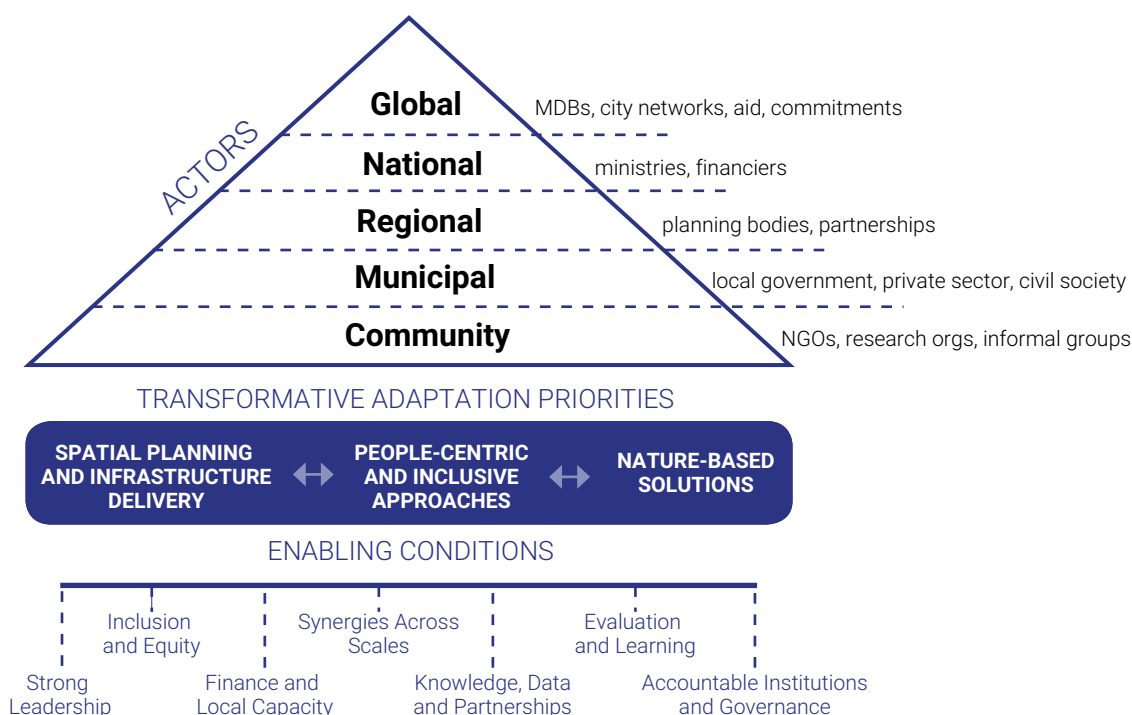 ACTORS
Global
MDBs, city networks, aid, commitments
National
ministries, financiers
Regional
planning bodies, partnerships
Municipal
local government, private sector, civil society
Community
NGOs, research orgs, informal groups
TRANSFORMATIVE ADAPTATION PRIORITIES
SPATIAL PLANNING
AND INFRASTRUCTURE
DELIVERY
PEOPLE-CENTRIC
AND INCLUSIVE
APPROACHES
NATURE-BASED
SOLUTIONS
ENABLING CONDITIONS
Strong
Leadership
Inclusion
and Equity
Finance and
Local Capacity
Synergies Across
Scales
Knowledge, Data
and Partnerships
Evaluation
and Learning
Accountable Institutions
and Governance